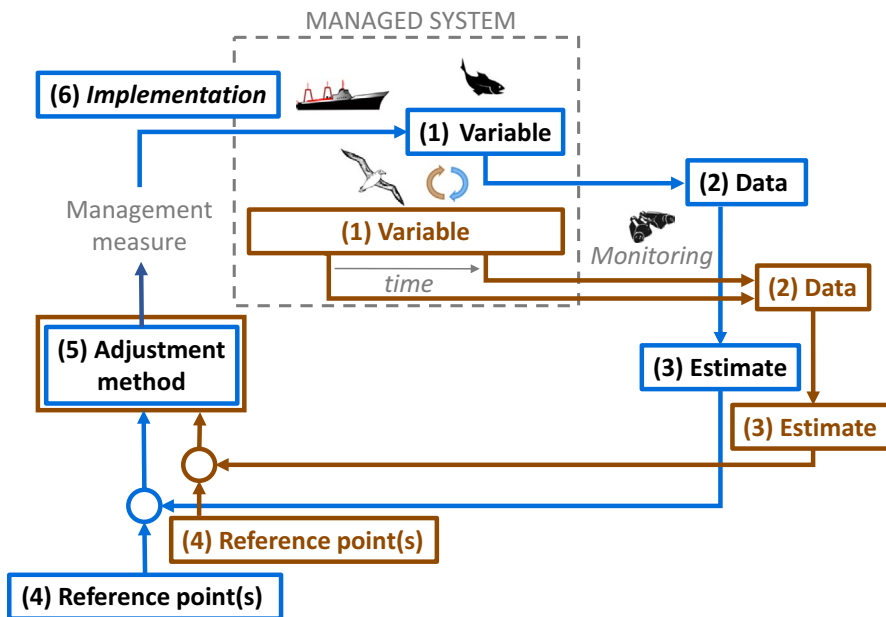 MANAGED SYSTEM
(6) Implementation
(1) Variable
(2) Data
Management
measure
(1) Variable
Monitoring
time
(2) Data
(5) Adjustment
method
(3) Estimate
(3) Estimate
(4) Reference point(s)
(4) Reference point(s)